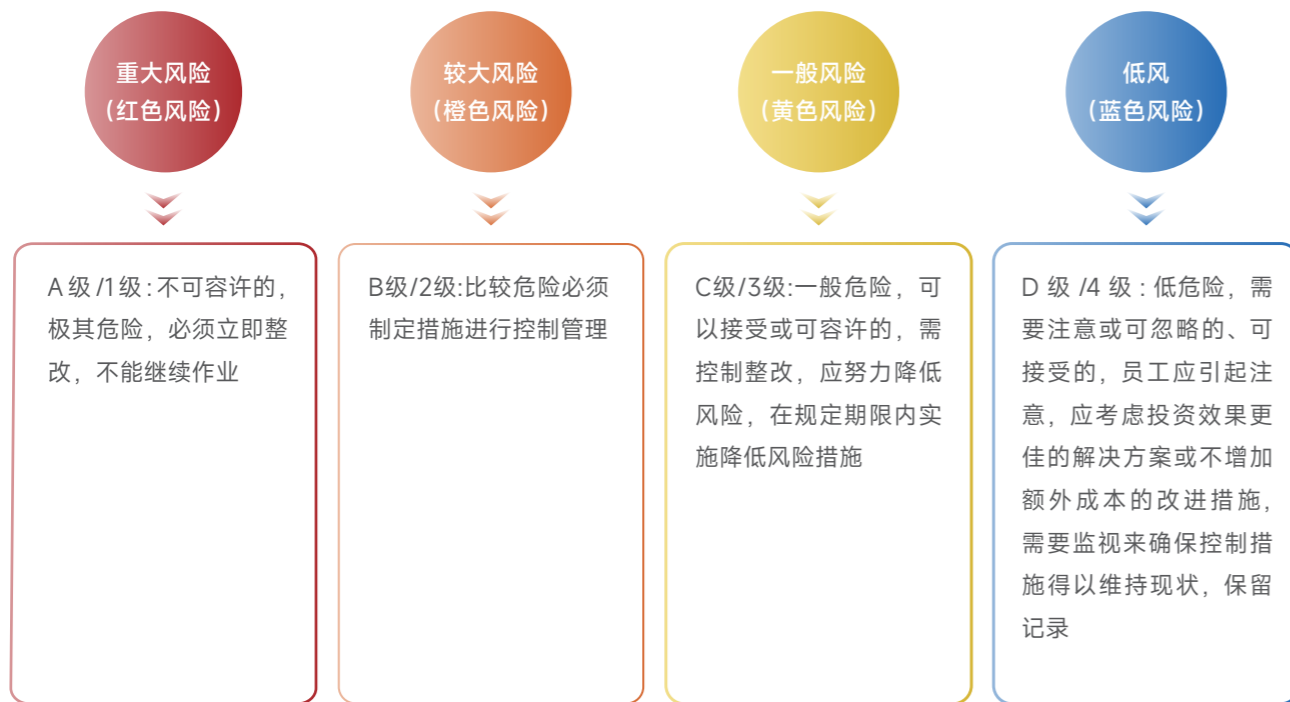 重大风险
(红色风险)
较大风险
(橙色风险)
一般风险
(黄色风险)
低风
(蓝色风险)
A级/1级:不可容许的,
极其危险，必须立即整
改，不能继续作业
B级/2级:比较危险必须
制定措施进行控制管理
C级/3级:一般危险，可
以接受或可容许的，需
控制整改，应努力降低
风险，在规定期限内实
施降低风险措施
D级/4级:低危险，需
要注意或可忽略的、可
接受的，员工应引起注
意，应考虑投资效果更
佳的解决方案或不增加
额外成本的改进措施,
需要监视来确保控制措
施得以维持现状，保留
记录